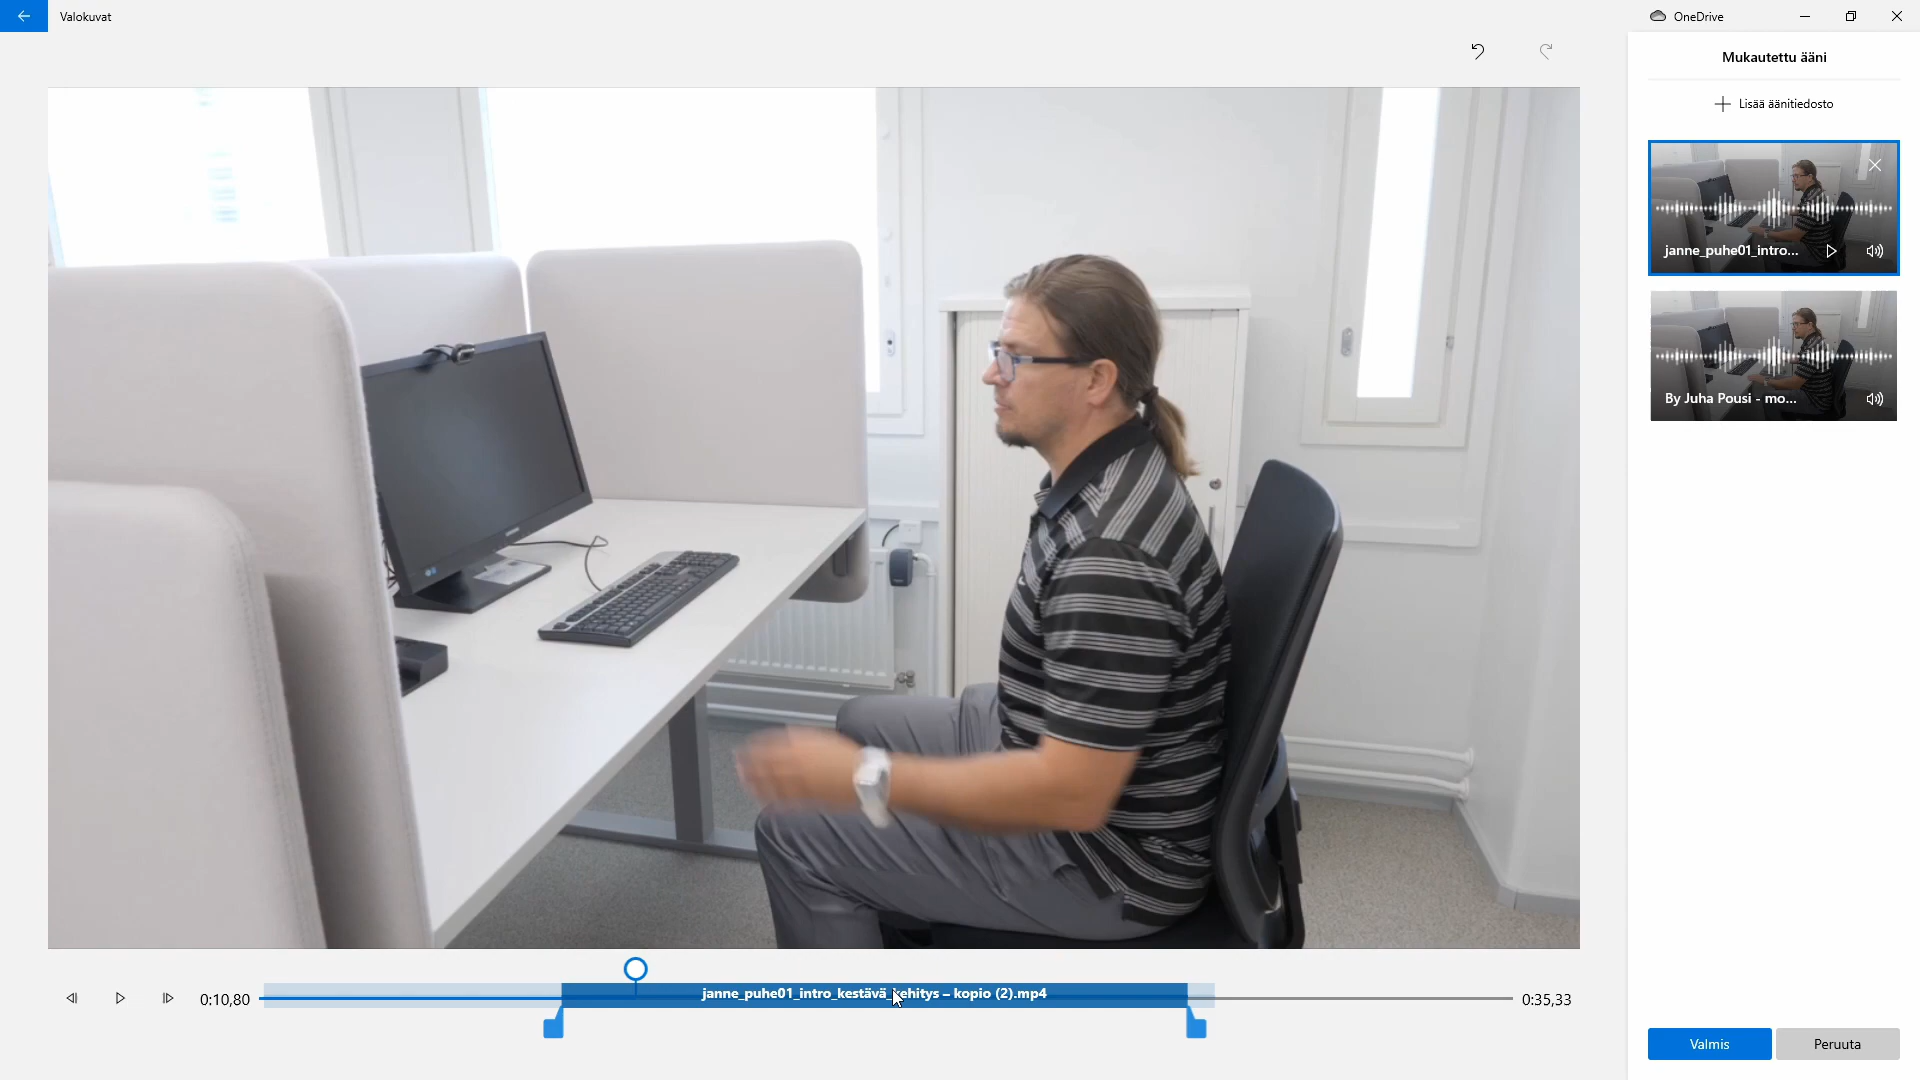 Valokuvat
OneDrive
Mukautettu ääni
Lisää äänitiedosto
janne_puhe01_intro...
By Juha Pousi - mo...
0:10,80
janne_puhe01_intro_kestävä_kehitys – kopio (2).mp4
0:35,33
Valmis
Peruuta